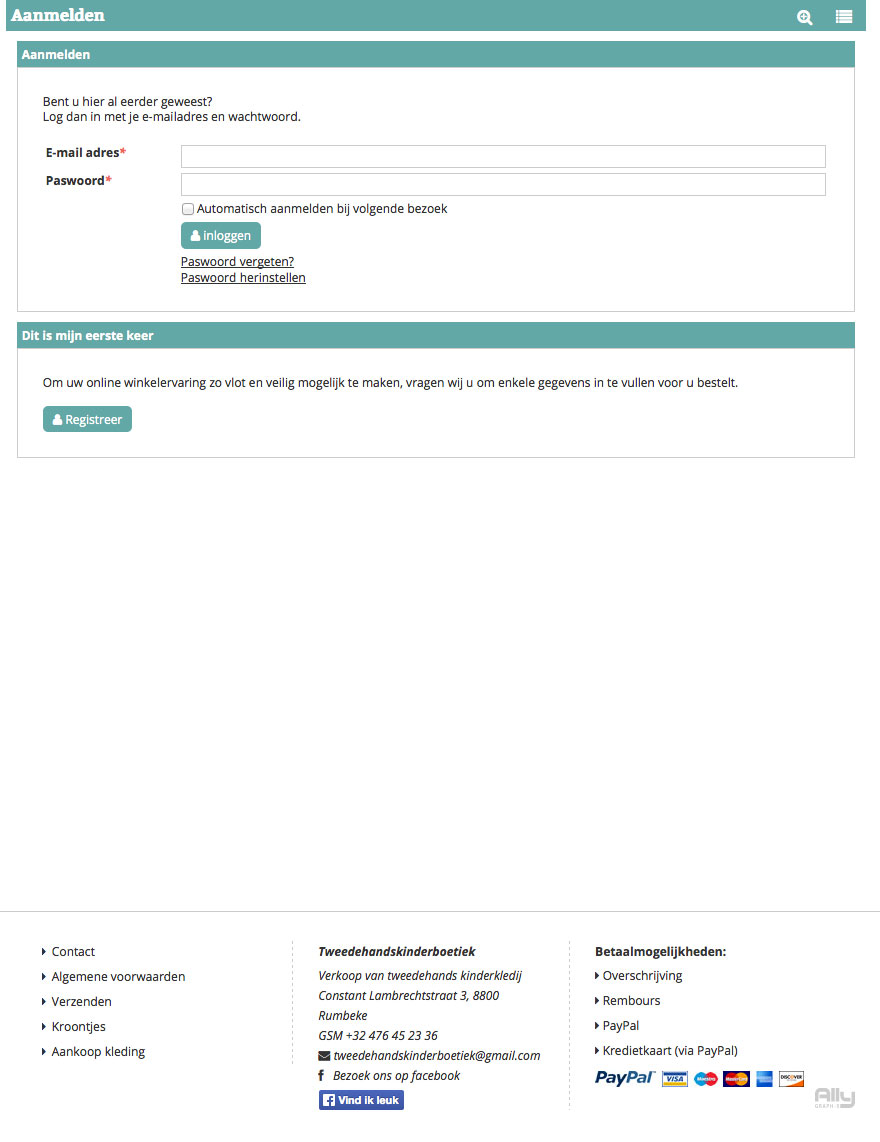 Aanmelden
Aanmelden
Bent u hier al eerder geweest?
Log dan in met je e-mailadres en wachtwoord.
E-mail adres*
Paswoord*
Automatisch aanmelden bij volgende bezoek
inloggen
Paswoord vergeten?
Paswoord herinstellen
Dit is mijn eerste keer
Om uw online winkelervaring zo vlot en veilig mogelijk te maken, vragen wij u om enkele gegevens in te vullen voor u bestelt.
Registreer
Contact
Algemene voorwaarden
Verzenden
Kroontjes
Aankoop kleding
Tweedehandskinderboetiek
Verkoop van tweedehands kinderkledij
Constant Lambrechtstraat 3, 8800
Rumbeke
GSM +32 476 45 23 36
tweedehandskinderboetiek@gmail.com
Bezoek ons op facebook
Vind ik leuk
Betaalmogelijkheden:
Overschrijving
Rembours
PayPal
Kredietkaart (via PayPal)
PayPal VISA Maestro MasterCard DISCOVER
Ally